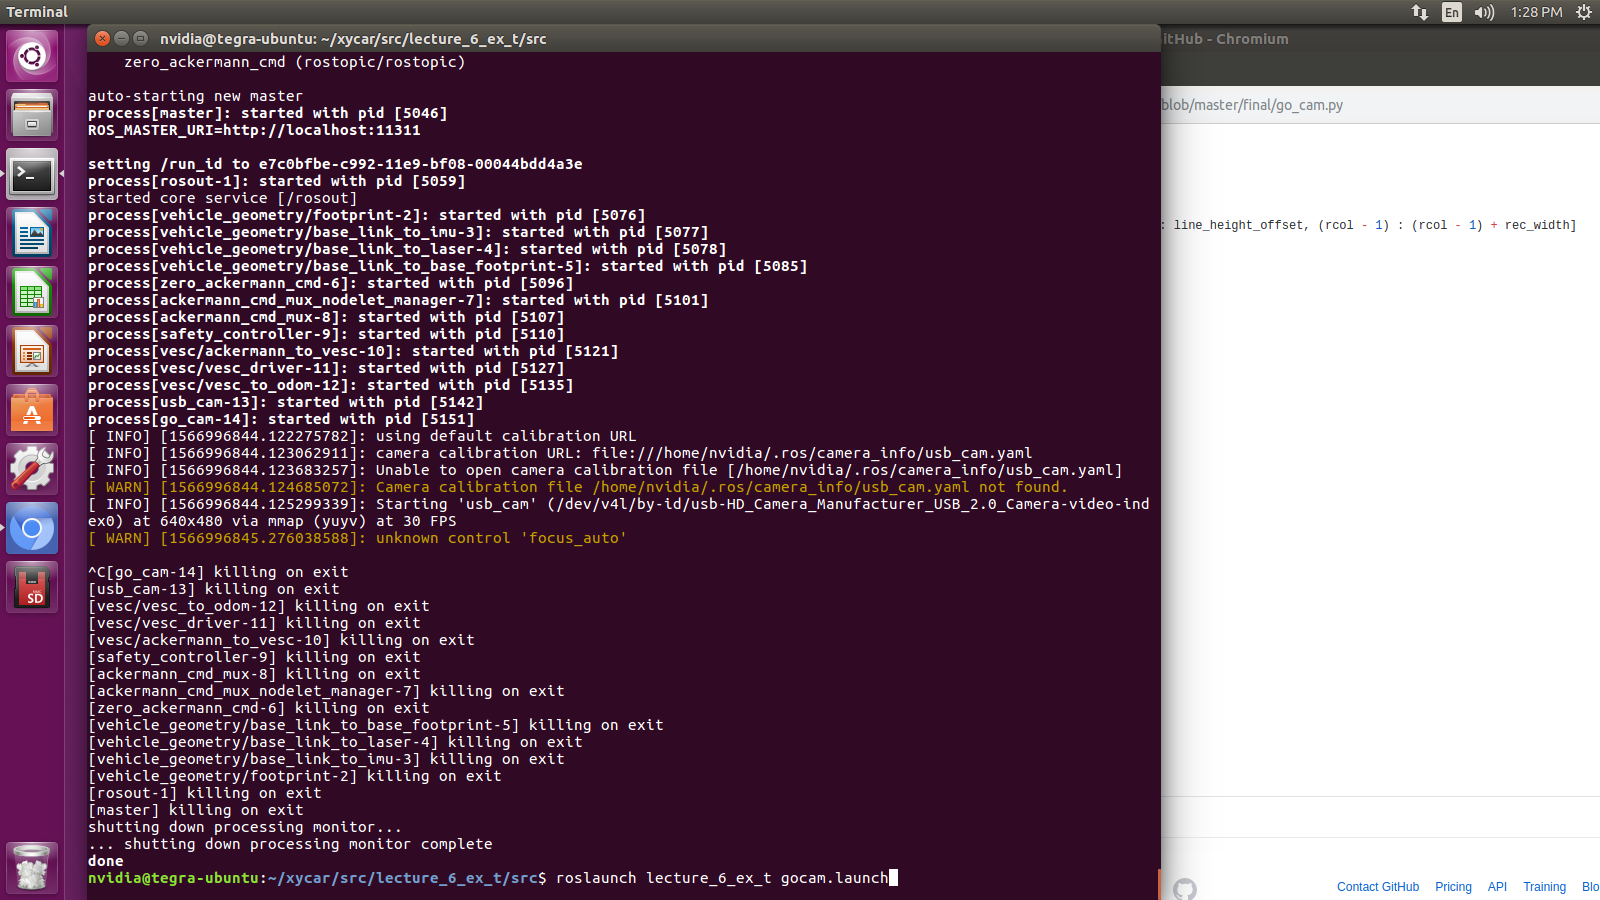 Terminal
En
1:28 PM
nvidia@tegra-ubuntu: ~/xycar/src/lecture_6_ex_t/src
itHub - Chromium
blob/master/final/go_cam.py
: line_height_offset, (rcol - 1) : (rcol - 1) + rec_width]
zero_ackermann_cmd (rostopic/rostopic)
auto-starting new master
process[master]: started with pid [5046]
ROS_MASTER_URI=http://localhost:11311
setting /run_id to e7c0bfbe-c992-11e9-bf08-00044bdd4a3e
process[rosout-1]: started with pid [5059]
started core service [/rosout]
process[vehicle_geometry/footprint-2]: started with pid [5076]
process[vehicle_geometry/base_link_to_imu-3]: started with pid [5077]
process[vehicle_geometry/base_link_to_laser-4]: started with pid [5078]
process[vehicle_geometry/base_link_to_base_footprint-5]: started with pid [5085]
process[zero_ackermann_cmd-6]: started with pid [5096]
process[ackermann_cmd_mux_nodelet_manager-7]: started with pid [5101]
process[ackermann_cmd_mux-8]: started with pid [5107]
process[safety_controller-9]: started with pid [5110]
process[vesc/ackermann_to_vesc-10]: started with pid [5121]
process[vesc/vesc_driver-11]: started with pid [5127]
process[vesc/vesc_to_odom-12]: started with pid [5135]
process[usb_cam-13]: started with pid [5142]
process[go_cam-14]: started with pid [5151]
[ INFO] [1566996844.122275782]: using default calibration URL
[ INFO] [1566996844.123062911]: camera calibration URL: file:///home/nvidia/.ros/camera_info/usb_cam.yaml
[ INFO] [1566996844.123683257]: Unable to open camera calibration file [/home/nvidia/.ros/camera_info/usb_cam.yaml]
[ WARN] [1566996844.124685072]: Camera calibration file /home/nvidia/.ros/camera_info/usb_cam.yaml not found.
[ INFO] [1566996844.125299339]: Starting 'usb_cam' (/dev/v4l/by-id/usb-HD_Camera_Manufacturer_USB_2.0_Camera-video-ind
ex0) at 640x480 via mmap (yuyv) at 30 FPS
[ WARN] [1566996845.276038588]: unknown control 'focus_auto'
^C[go_cam-14] killing on exit
[usb_cam-13] killing on exit
[vesc/vesc_to_odom-12] killing on exit
[vesc/vesc_driver-11] killing on exit
[vesc/ackermann_to_vesc-10] killing on exit
[safety_controller-9] killing on exit
[ackermann_cmd_mux-8] killing on exit
[ackermann_cmd_mux_nodelet_manager-7] killing on exit
[zero_ackermann_cmd-6] killing on exit
[vehicle_geometry/base_link_to_base_footprint-5] killing on exit
[vehicle_geometry/base_link_to_laser-4] killing on exit
[vehicle_geometry/base_link_to_imu-3] killing on exit
[vehicle_geometry/footprint-2] killing on exit
[rosout-1] killing on exit
[master] killing on exit
shutting down processing monitor...
... shutting down processing monitor complete
done
nvidia@tegra-ubuntu:~/xycar/src/lecture_6_ex_t/src$ roslaunch lecture_6_ex_t gocam.launch
SD
Contact GitHub Pricing API Training Blo